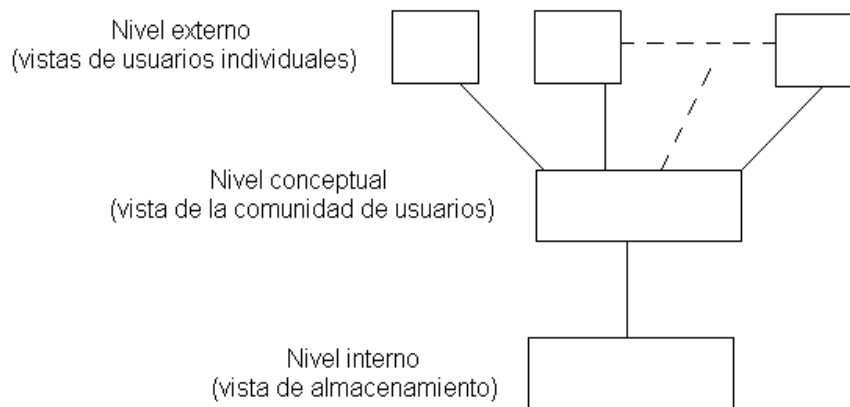 Nivel externo
(vistas de usuarios individuales)
Nivel conceptual
(vista de la comunidad de usuarios)
Nivel interno
(vista de almacenamiento)